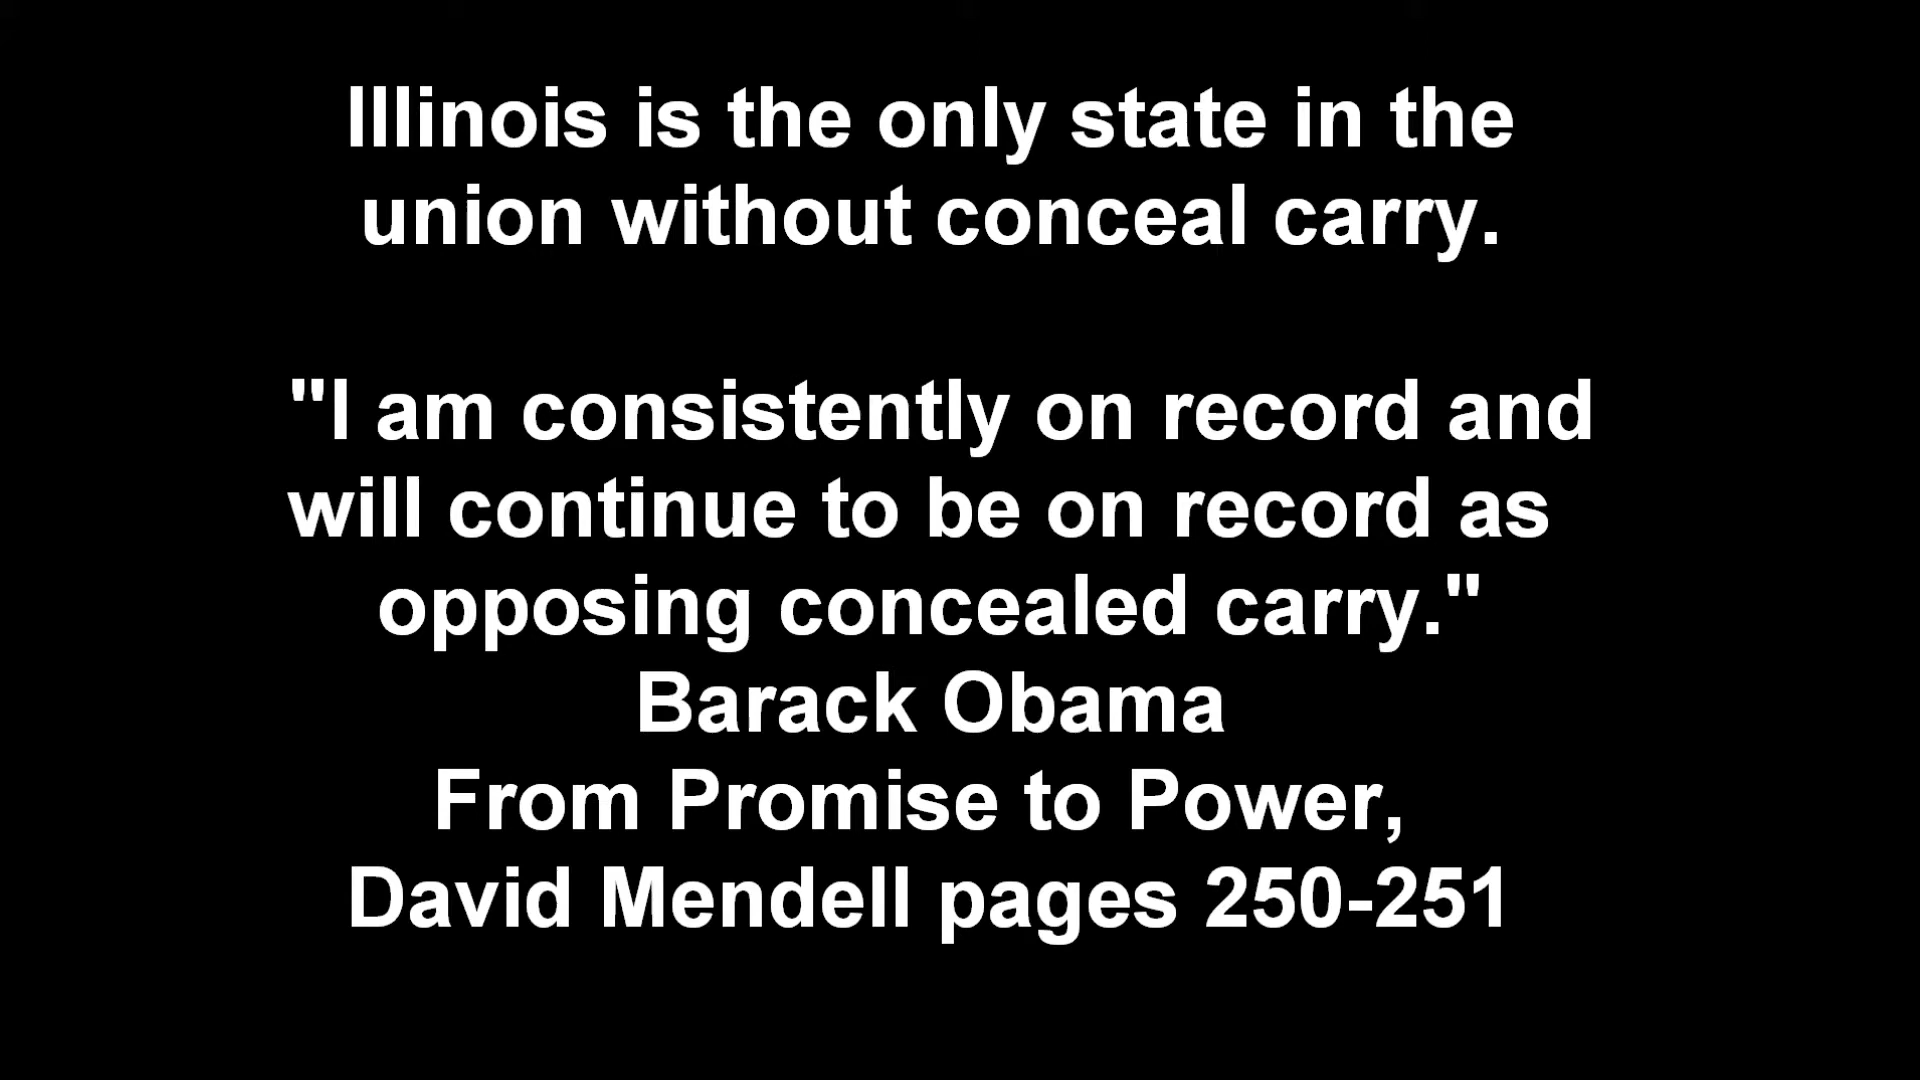 Illinois is the only state in the
union without conceal carry.
"I am consistently on record and
will continue to be on record as
opposing concealed carry."
Barack Obama
From Promise to Power,
David Mendell pages 250-251